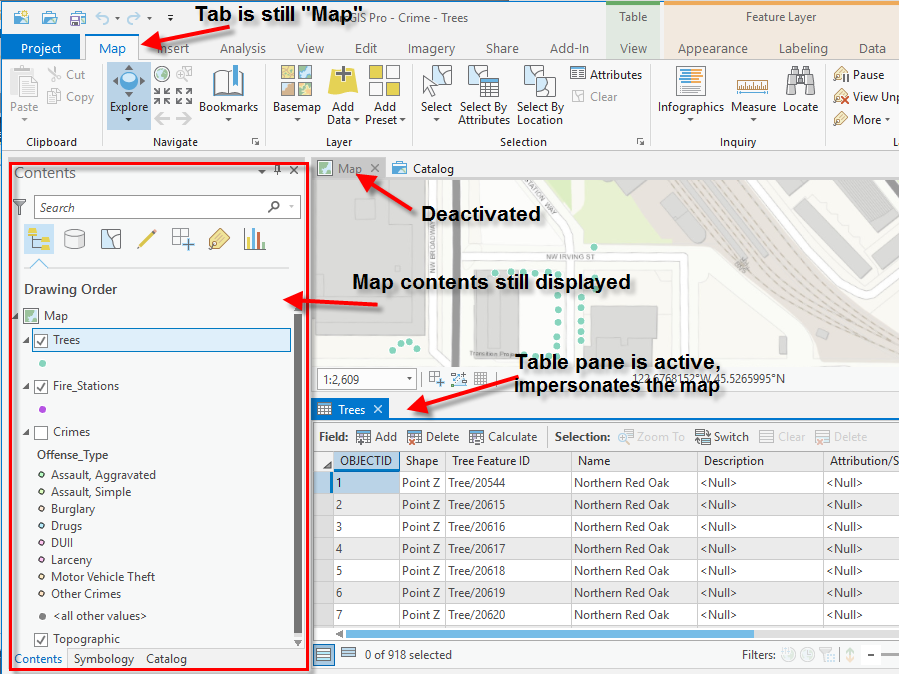 Tab is still "Map"
GIS Pro - Crime - Trees
Table
Feature Layer
Project
Map
Insert
Analysis
View
Edit
Imagery
Share
Add-In
View
Appearance
Labeling
Data
Paste
Cut
Copy
Clipboard
Explore
Bookmarks
Navigate
Basemap
Add Data
Add Preset
Layer
Select
Select By Attributes
Select By Location
Attributes
Clear
Selection
Infographics
Measure
Locate
Inquiry
Pause
View Unp
More
Contents
Search
Drawing Order
Map
Trees
Fire_Stations
Crimes
Offense_Type
Assault, Aggravated
Assault, Simple
Burglary
Drugs
DUII
Larceny
Motor Vehicle Theft
Other Crimes
<all other values>
Topographic
Contents
Symbology
Catalog
Map
Catalog
Deactivated
Map contents still displayed
STATION WAY
NW BROADWAY
NW IRVING ST
Table pane is active,
impersonates the map
1:2,609
122.6768152°W 45.5265995°N
Trees
Field: Add Delete Calculate Selection: Zoom To Switch Clear Delete
OBJECTID Shape Tree Feature ID Name Description Attribution/S
1 Point Z Tree/20544 Northern Red Oak <Null> <Null>
2 Point Z Tree/20615 Northern Red Oak <Null> <Null>
3 Point Z Tree/20616 Northern Red Oak <Null> <Null>
4 Point Z Tree/20617 Northern Red Oak <Null> <Null>
5 Point Z Tree/20618 Northern Red Oak <Null> <Null>
6 Point Z Tree/20619 Northern Red Oak <Null> <Null>
7 Point Z Tree/20620 Northern Red Oak <Null> <Null>
0 of 918 selected
Filters: